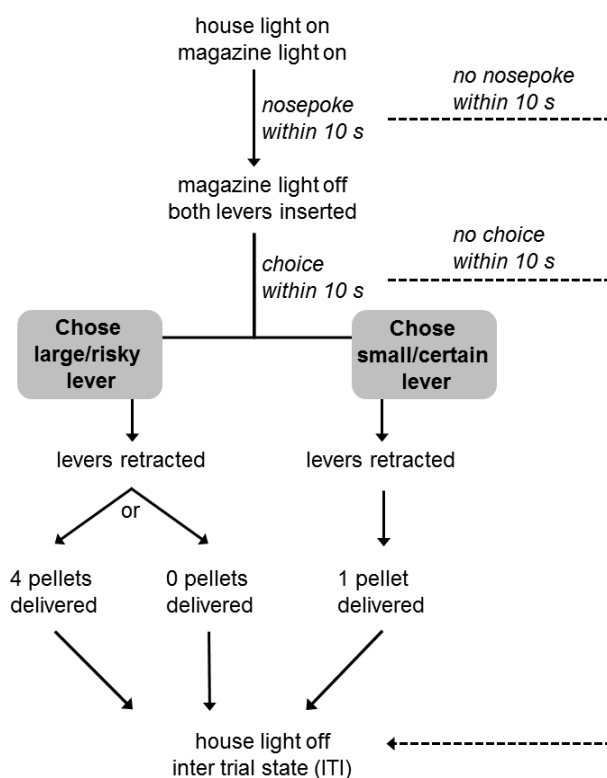 house light on
magazine light on
no nosepoke
within 10 s
nosepoke
within 10 s
magazine light off
both levers inserted
no choice
within 10 s
choice
within 10 s
Chose
large/risky
lever
Chose
small/certain
lever
levers retracted
levers retracted
or
4 pellets
delivered
0 pellets
delivered
1 pellet
delivered
house light off
inter trial state (ITI)